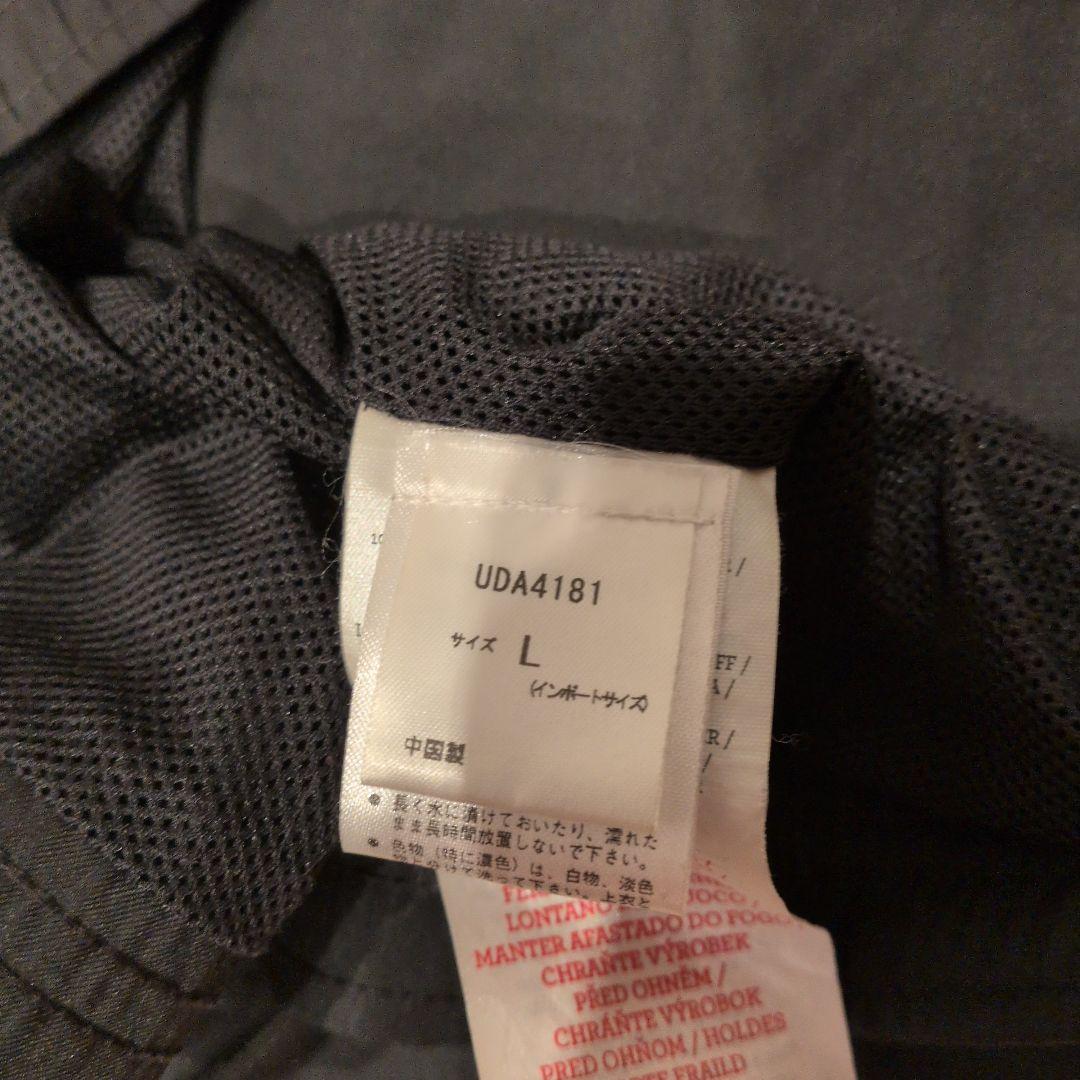 UDA4181
サイズ L
(インポートサイズ)
中国製
10
FF /
A /
R /
/
● 長く水に漬けておいたり、濡れた
まま長時間放置しないで下さい。
● 色物(特に濃色)は、白物、淡色
LONTANO
MANTER AFASTADO DO FOGO
CHRAŇTE VÝROBEK
PŘED OHNĚM /
CHRÁŇTE VÝROBOK
PRED OHŇOM / HOLDES